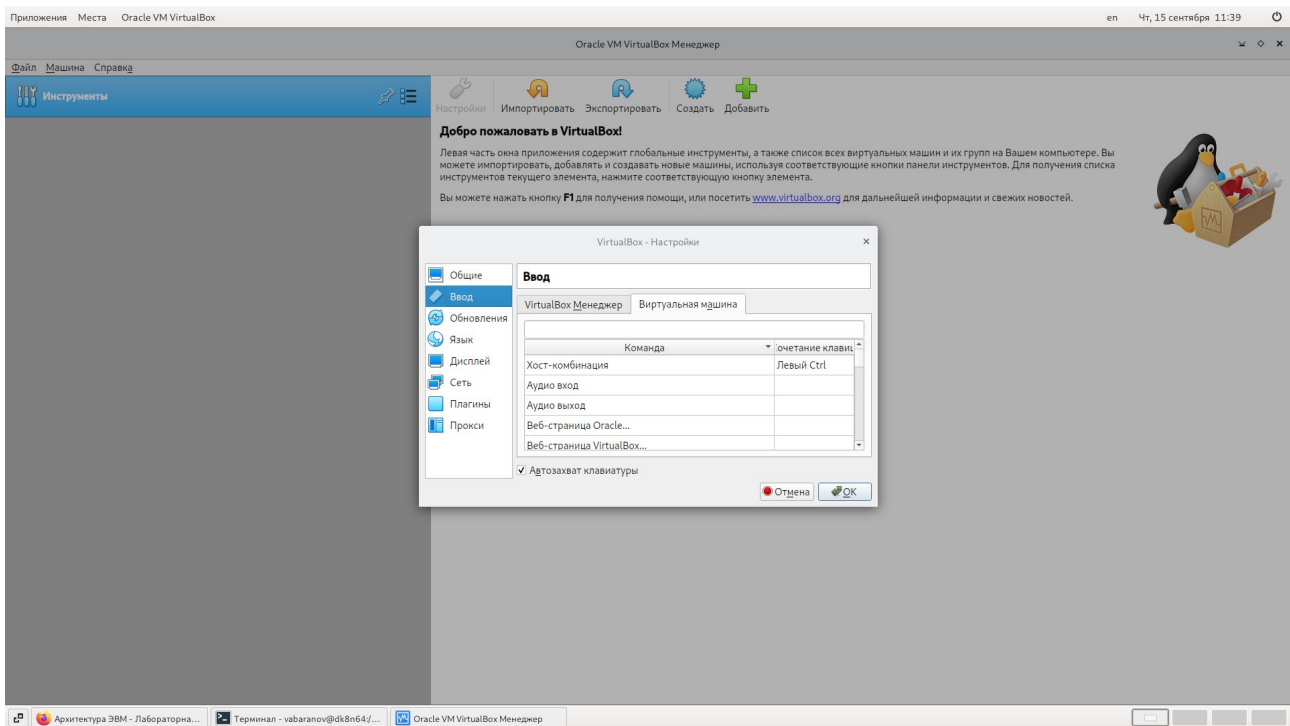 Приложения Места Oracle VM VirtualBox en Чт, 15 сентября 11:39
Oracle VM VirtualBox Менеджер
Файл Машина Справка
Инструменты
Настройки Импортировать Экспортировать Создать Добавить
Добро пожаловать в VirtualBox!
Левая часть окна приложения содержит глобальные инструменты, а также список всех виртуальных машин и их групп на Вашем компьютере. Вы
можете импортировать, добавлять и создавать новые машины, используя соответствующие кнопки панели инструментов. Для получения списка
инструментов текущего элемента, нажмите соответствующую кнопку элемента.
Вы можете нажать кнопку F1 для получения помощи, или посетить www.virtualbox.org для дальнейшей информации и свежих новостей.
VirtualBox - Настройки
Общие
Ввод
Обновления
Язык
Дисплей
Сеть
Плагины
Прокси
Ввод
VirtualBox Менеджер Виртуальная машина
Команда очетание клавиш
Хост-комбинация Левый Ctrl
Аудио вход
Аудио выход
Веб-страница Oracle...
Веб-страница VirtualBox...
Автозахват клавиатуры
Отмена OK
Архитектура ЭВМ - Лабораторна... Терминал - vabaranov@dk8n64:/... Oracle VM VirtualBox Менеджер